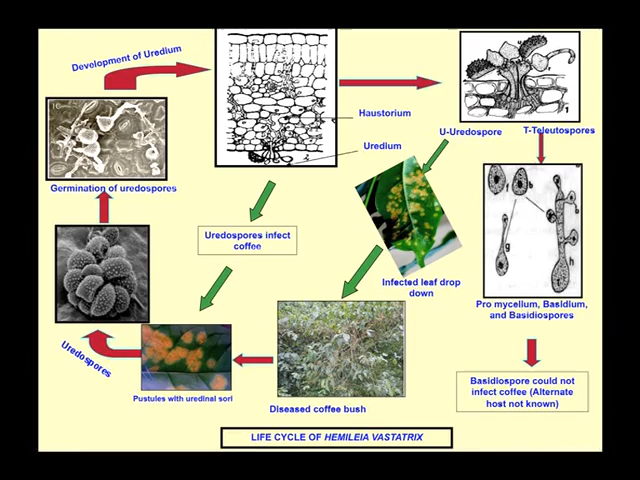 Development of Uredium
Haustorium
Uredium
U-Uredospore
T-Teleutospores
Germination of uredospores
Uredospores infect
coffee
Infected leaf drop
down
Pro mycelium, Basidium,
and Basidiospores
Uredospores
Pustules with uredinal sori
Diseased coffee bush
Basidiospore could not
infect coffee (Alternate
host not known)
LIFE CYCLE OF HEMILEIA VASTATRIX
g
h